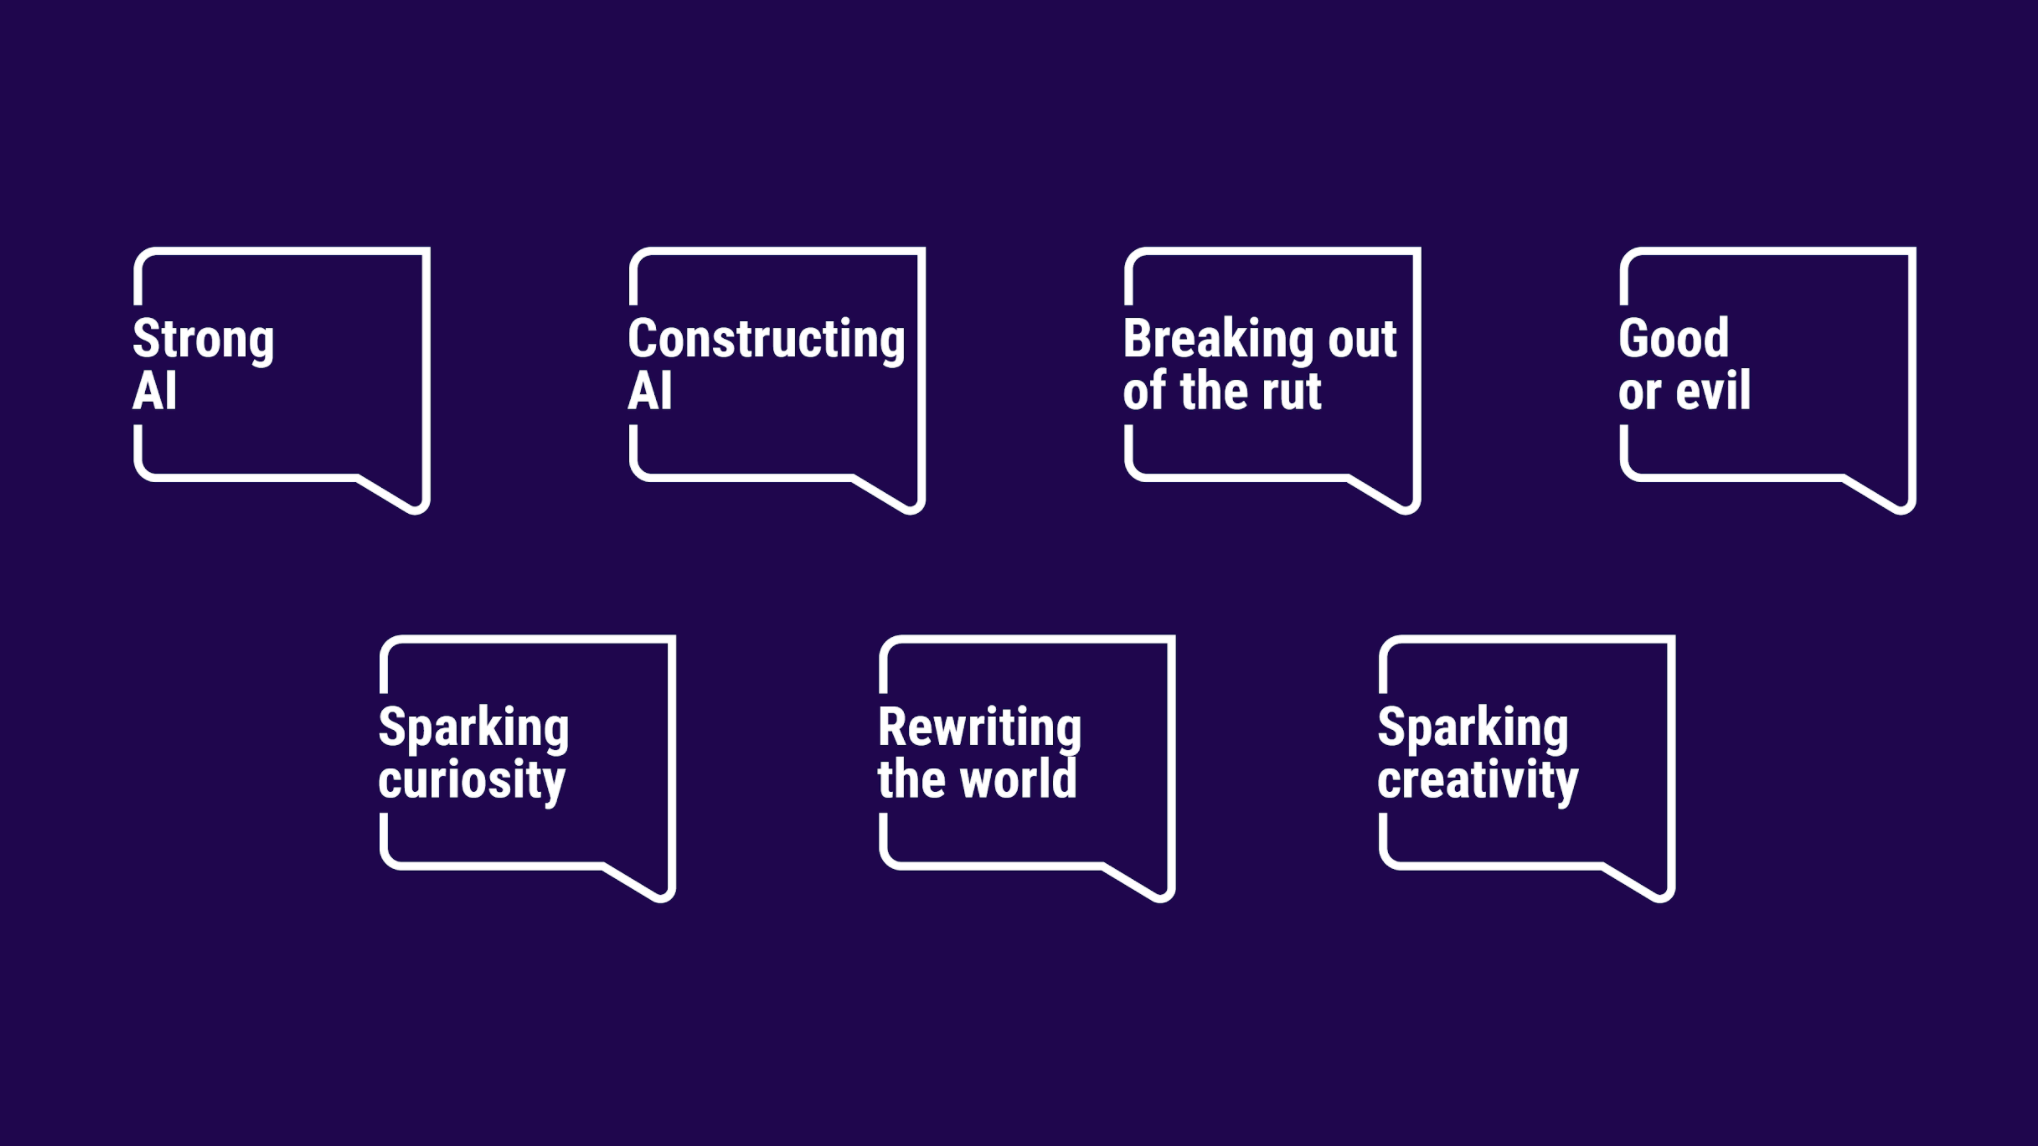 Strong
AI
Constructing
AI
Breaking out
of the rut
Good
or evil
Sparking
curiosity
Rewriting
the world
Sparking
creativity